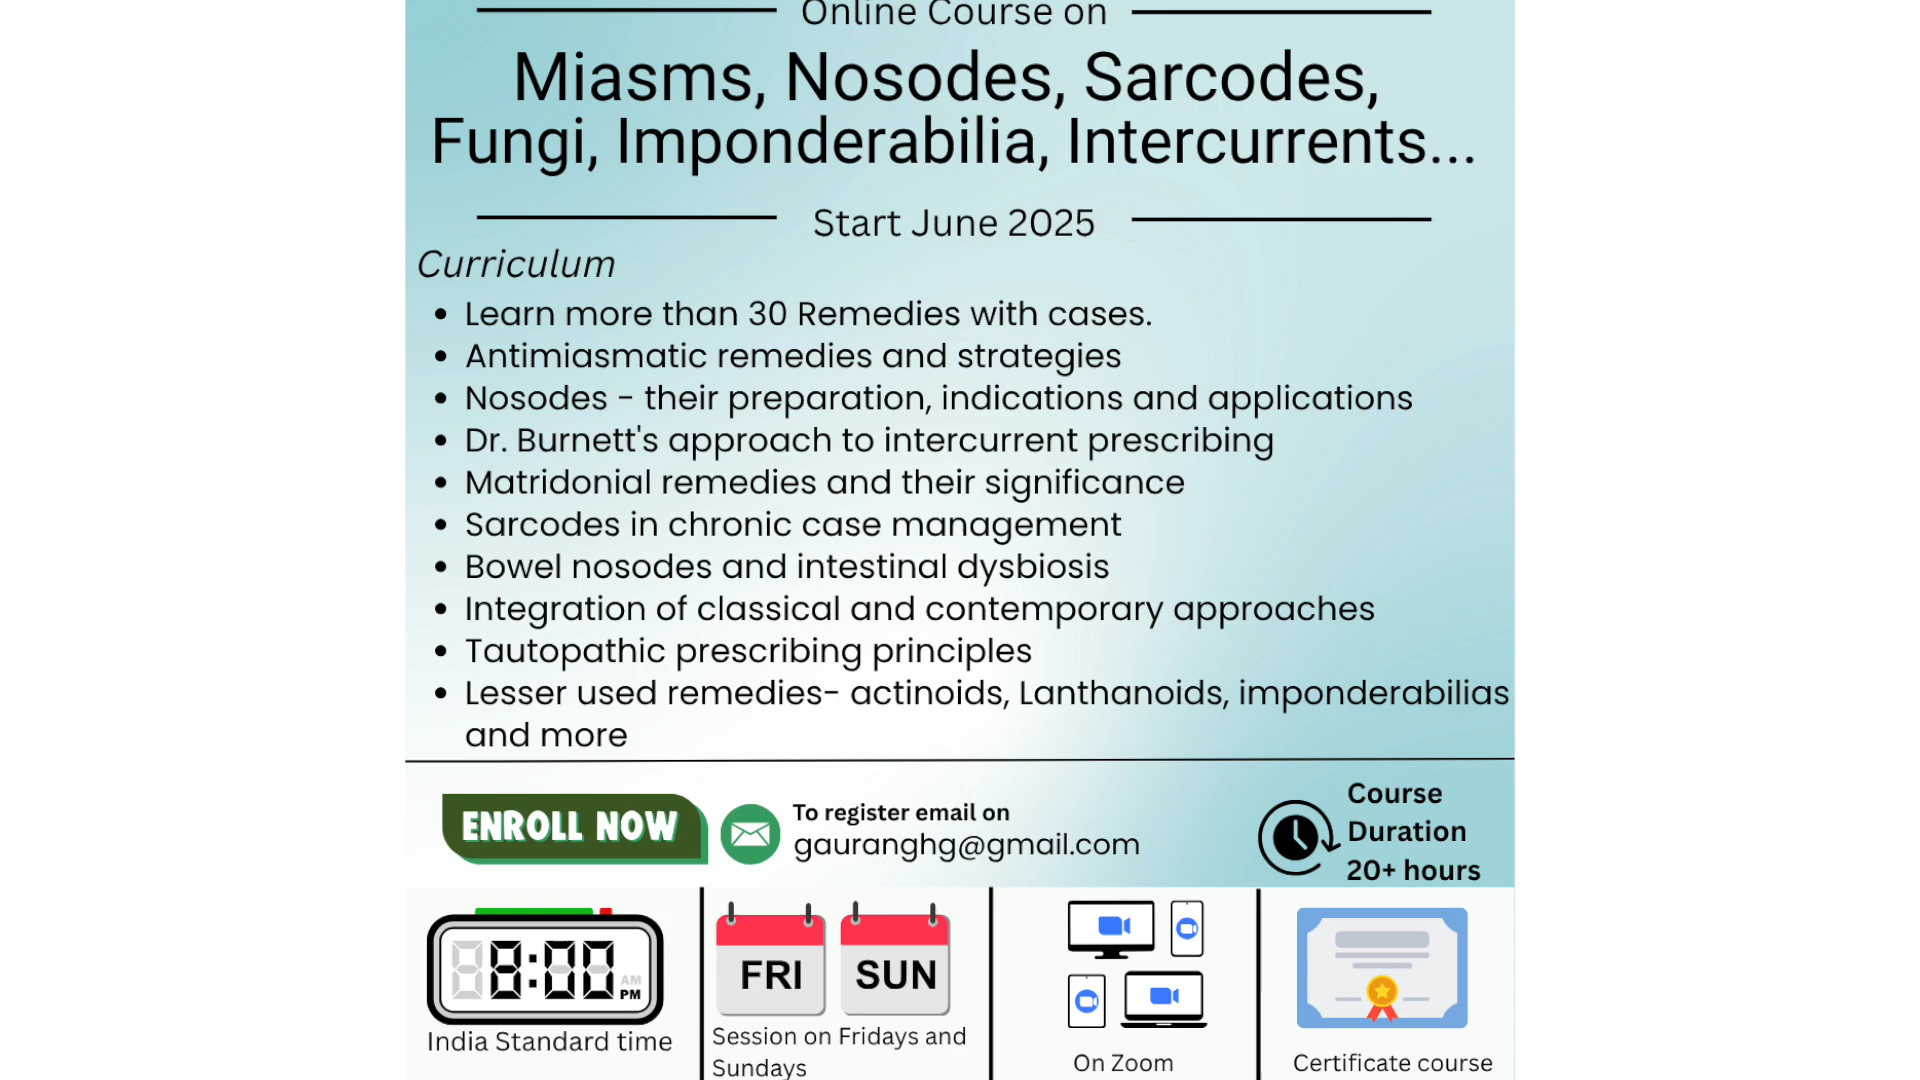 Online Course on
Miasms, Nosodes, Sarcodes,
Fungi, Imponderabilia, Intercurrents...
Start June 2025
Curriculum
• Learn more than 30 Remedies with cases.
• Antimiasmatic remedies and strategies
• Nosodes - their preparation, indications and applications
• Dr. Burnett's approach to intercurrent prescribing
• Matridonial remedies and their significance
• Sarcodes in chronic case management
• Bowel nosodes and intestinal dysbiosis
• Integration of classical and contemporary approaches
• Tautopathic prescribing principles
• Lesser used remedies- actinoids, Lanthanoids, imponderabilias
and more
ENROLL NOW
To register email on
gauranghg@gmail.com
Course
Duration
20+ hours
8:00
AM
PM
India Standard time
FRI
SUN
Session on Fridays and
Sundays
On Zoom
Certificate course